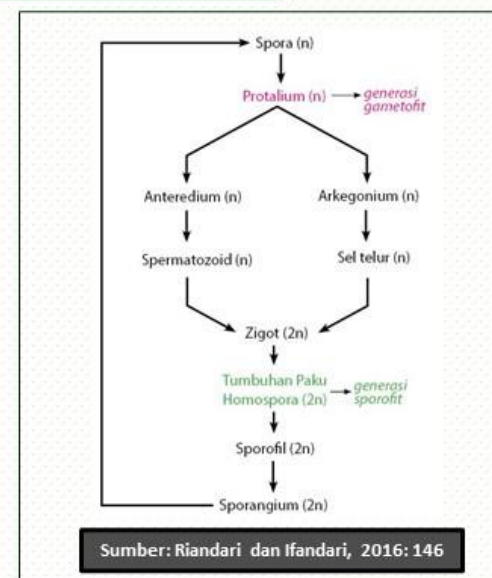 Spora (n)
Protalium (n)
generasi
gametofit
Anteredium (n)
Arkegonium (n)
Spermatozoid (n)
Sel telur (n)
Zigot (2n)
Tumbuhan Paku
Homospora (2n)
generasi
sporofit
Sporofil (2n)
Sporangium (2n)
Sumber: Riandari dan Ifandari, 2016: 146